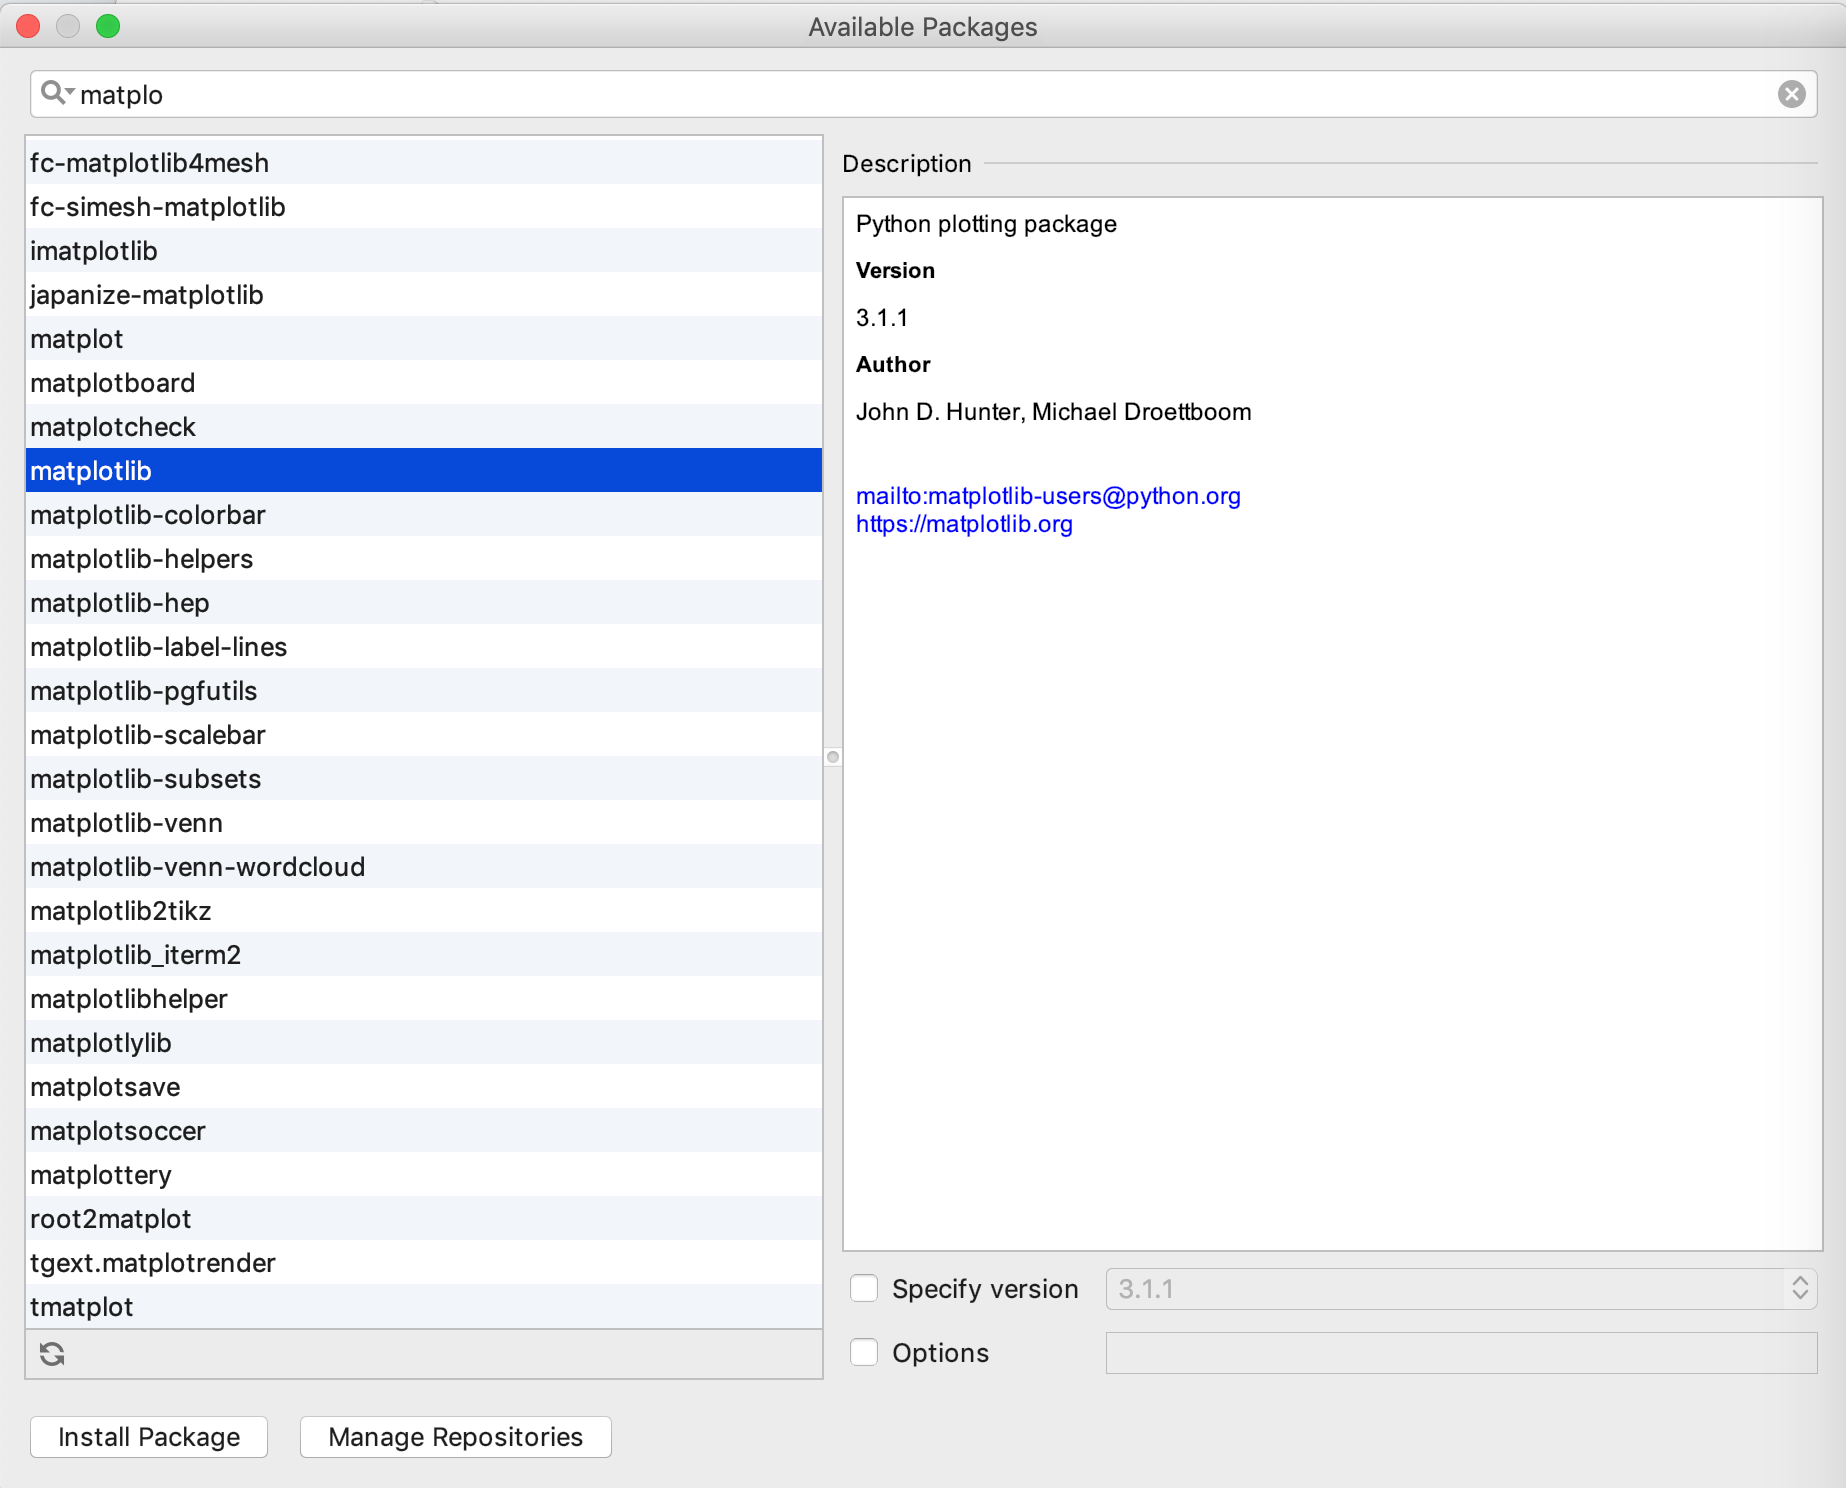 Available Packages
matplo
fc-matplotlib4mesh
fc-simesh-matplotlib
imatplotlib
japanize-matplotlib
matplot
matplotboard
matplotcheck
matplotlib
matplotlib-colorbar
matplotlib-helpers
matplotlib-hep
matplotlib-label-lines
matplotlib-pgfutils
matplotlib-scalebar
matplotlib-subsets
matplotlib-venn
matplotlib-venn-wordcloud
matplotlib2tikz
matplotlib_iterm2
matplotlibhelper
matplotlylib
matplotsave
matplotsoccer
matplottery
root2matplot
tgext.matplotrender
tmatplot
Description
Python plotting package
Version
3.1.1
Author
John D. Hunter, Michael Droettboom
mailto:matplotlib-users@python.org
https://matplotlib.org
Specify version 3.1.1
Options
Install Package Manage Repositories